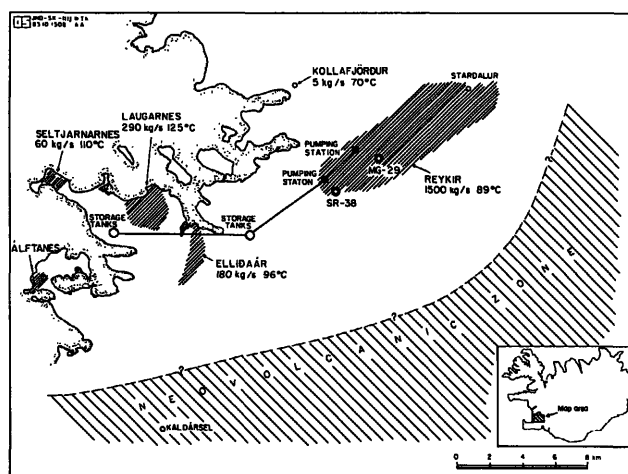 KOLLAFJÖRDUR
5 kg/s 70°C
STARDALUR
LAUGARNES
290 kg/s 125°C
SELTJARNARNES
60 kg/s 110°C
PUMPING
STATION
MG-29
PUMPING
STATON
REYKIR
1500 kg/s 89°C
SR-38
STORAGE
TANKS
STORAGE
TANKS
ÁLFTANES
ELLIDAÁR
180 kg/s 96°C
?
?
?
NEOVOLCANIC ZONE
KALDÁRSEL
Map area
0 2 4 6 8 km